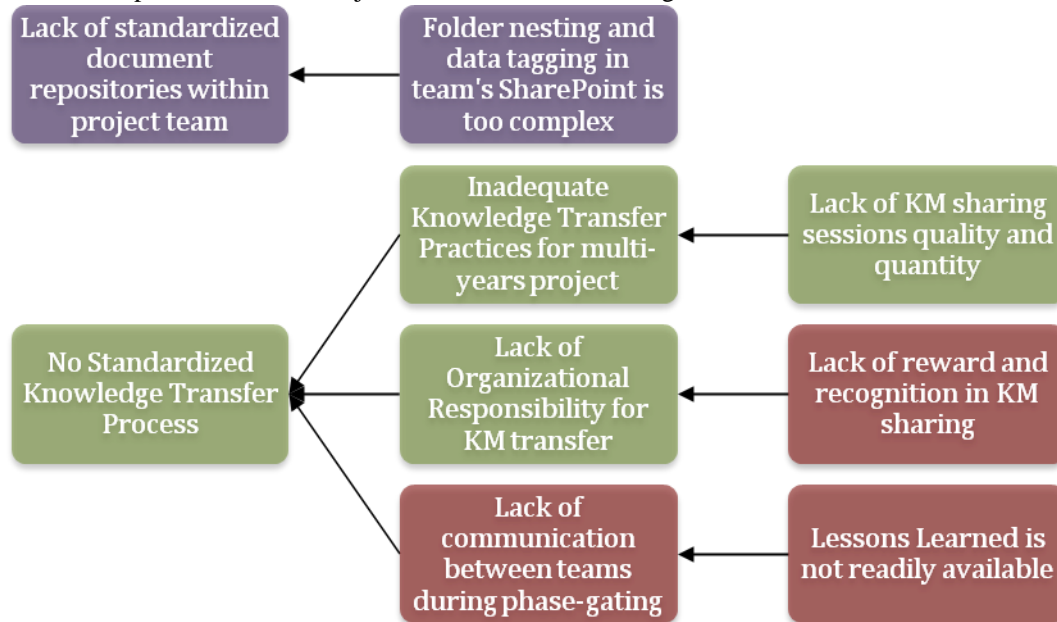 Lack of standardized
document
repositories within
project team
Folder nesting and
data tagging in
team's SharePoint is
too complex
Inadequate
Knowledge Transfer
Practices for multi-
years project
Lack of KM sharing
sessions quality and
quantity
No Standardized
Knowledge Transfer
Process
Lack of
Organizational
Responsibility for
KM transfer
Lack of reward and
recognition in KM
sharing
Lack of
communication
between teams
during phase-gating
Lessons Learned is
not readily available